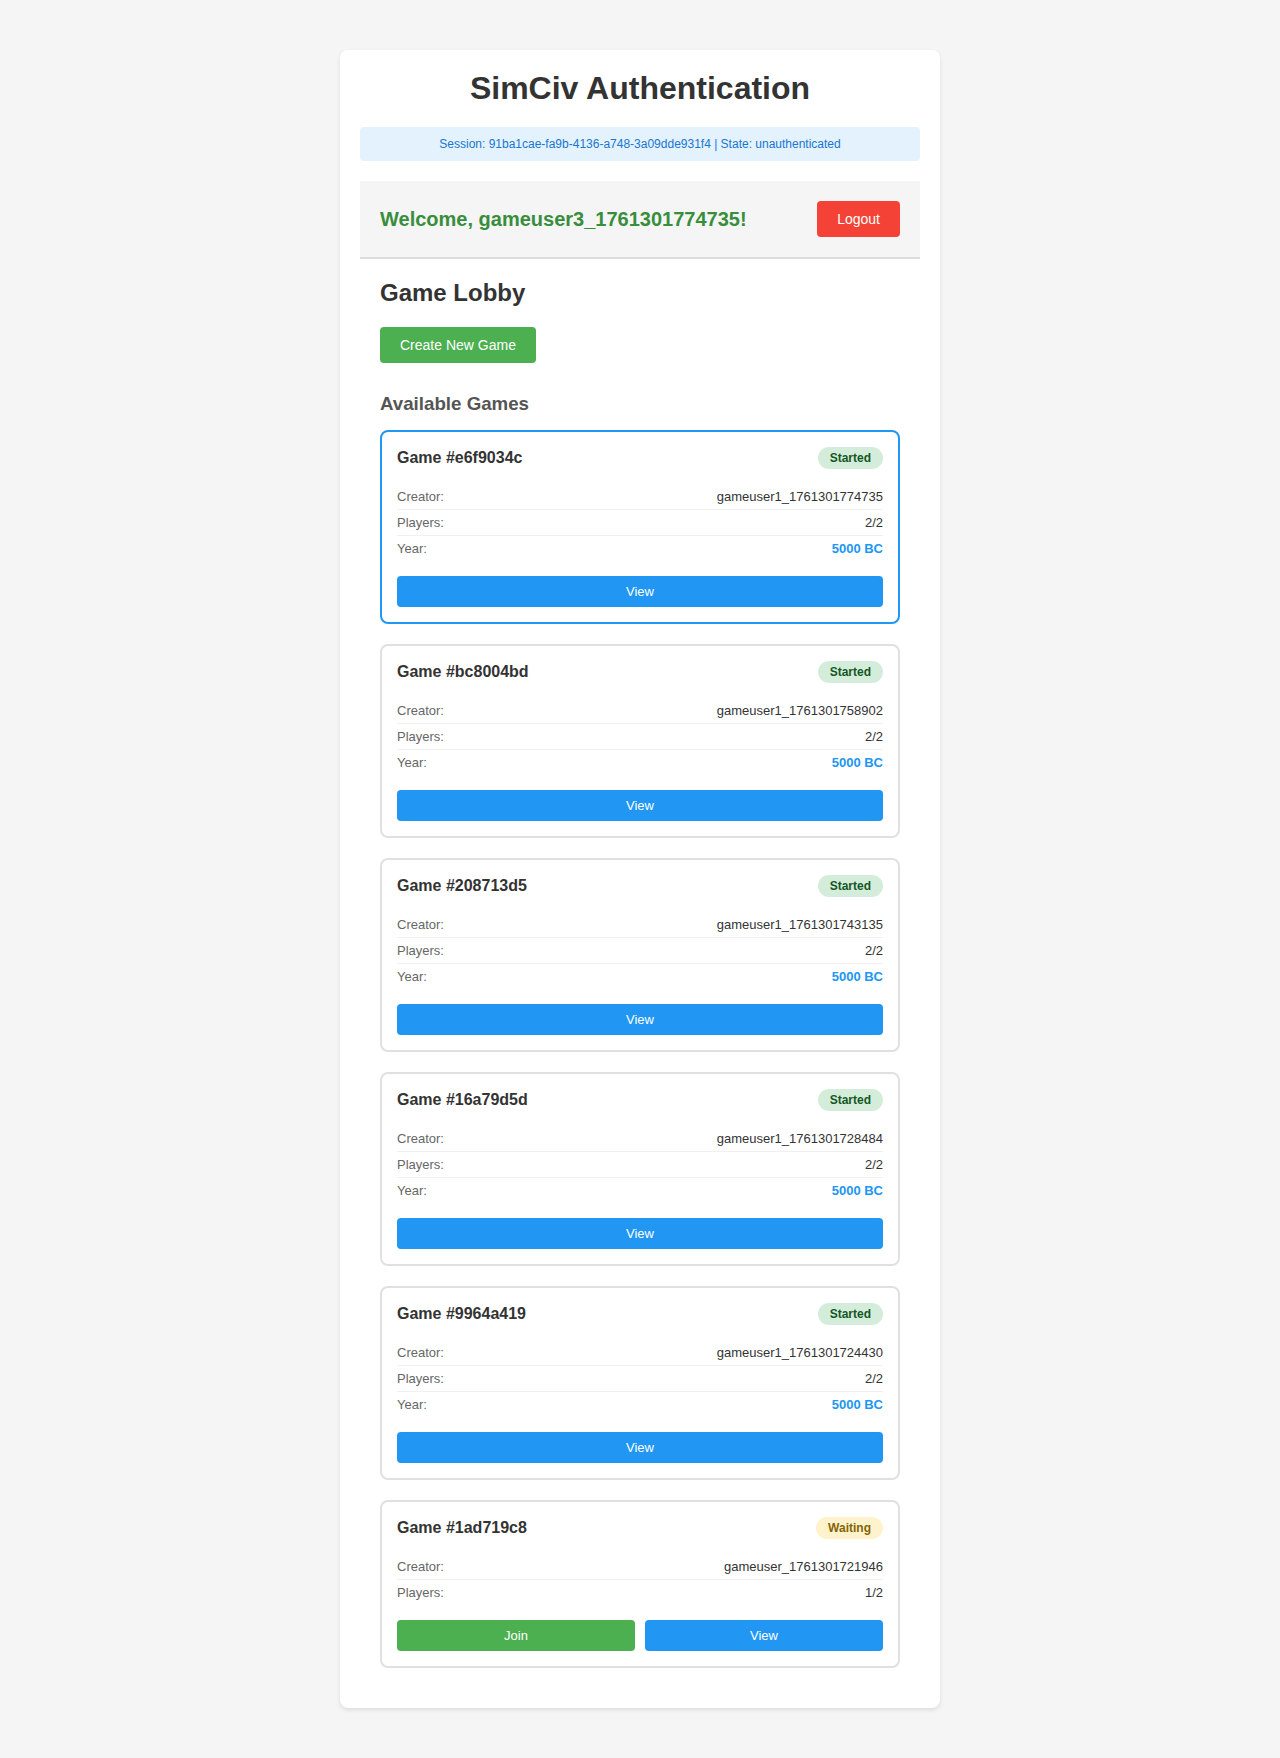 SimCiv Authentication
Session: 91ba1cae-fa9b-4136-a748-3a09dde931f4 | State: unauthenticated
Welcome, gameuser3_1761301774735!
Logout
Game Lobby
Create New Game
Available Games
Game #e6f9034c
Started
Creator: gameuser1_1761301774735
Players: 2/2
Year: 5000 BC
View
Game #bc8004bd
Started
Creator: gameuser1_1761301758902
Players: 2/2
Year: 5000 BC
View
Game #208713d5
Started
Creator: gameuser1_1761301743135
Players: 2/2
Year: 5000 BC
View
Game #16a79d5d
Started
Creator: gameuser1_1761301728484
Players: 2/2
Year: 5000 BC
View
Game #9964a419
Started
Creator: gameuser1_1761301724430
Players: 2/2
Year: 5000 BC
View
Game #1ad719c8
Waiting
Creator: gameuser_1761301721946
Players: 1/2
Join
View